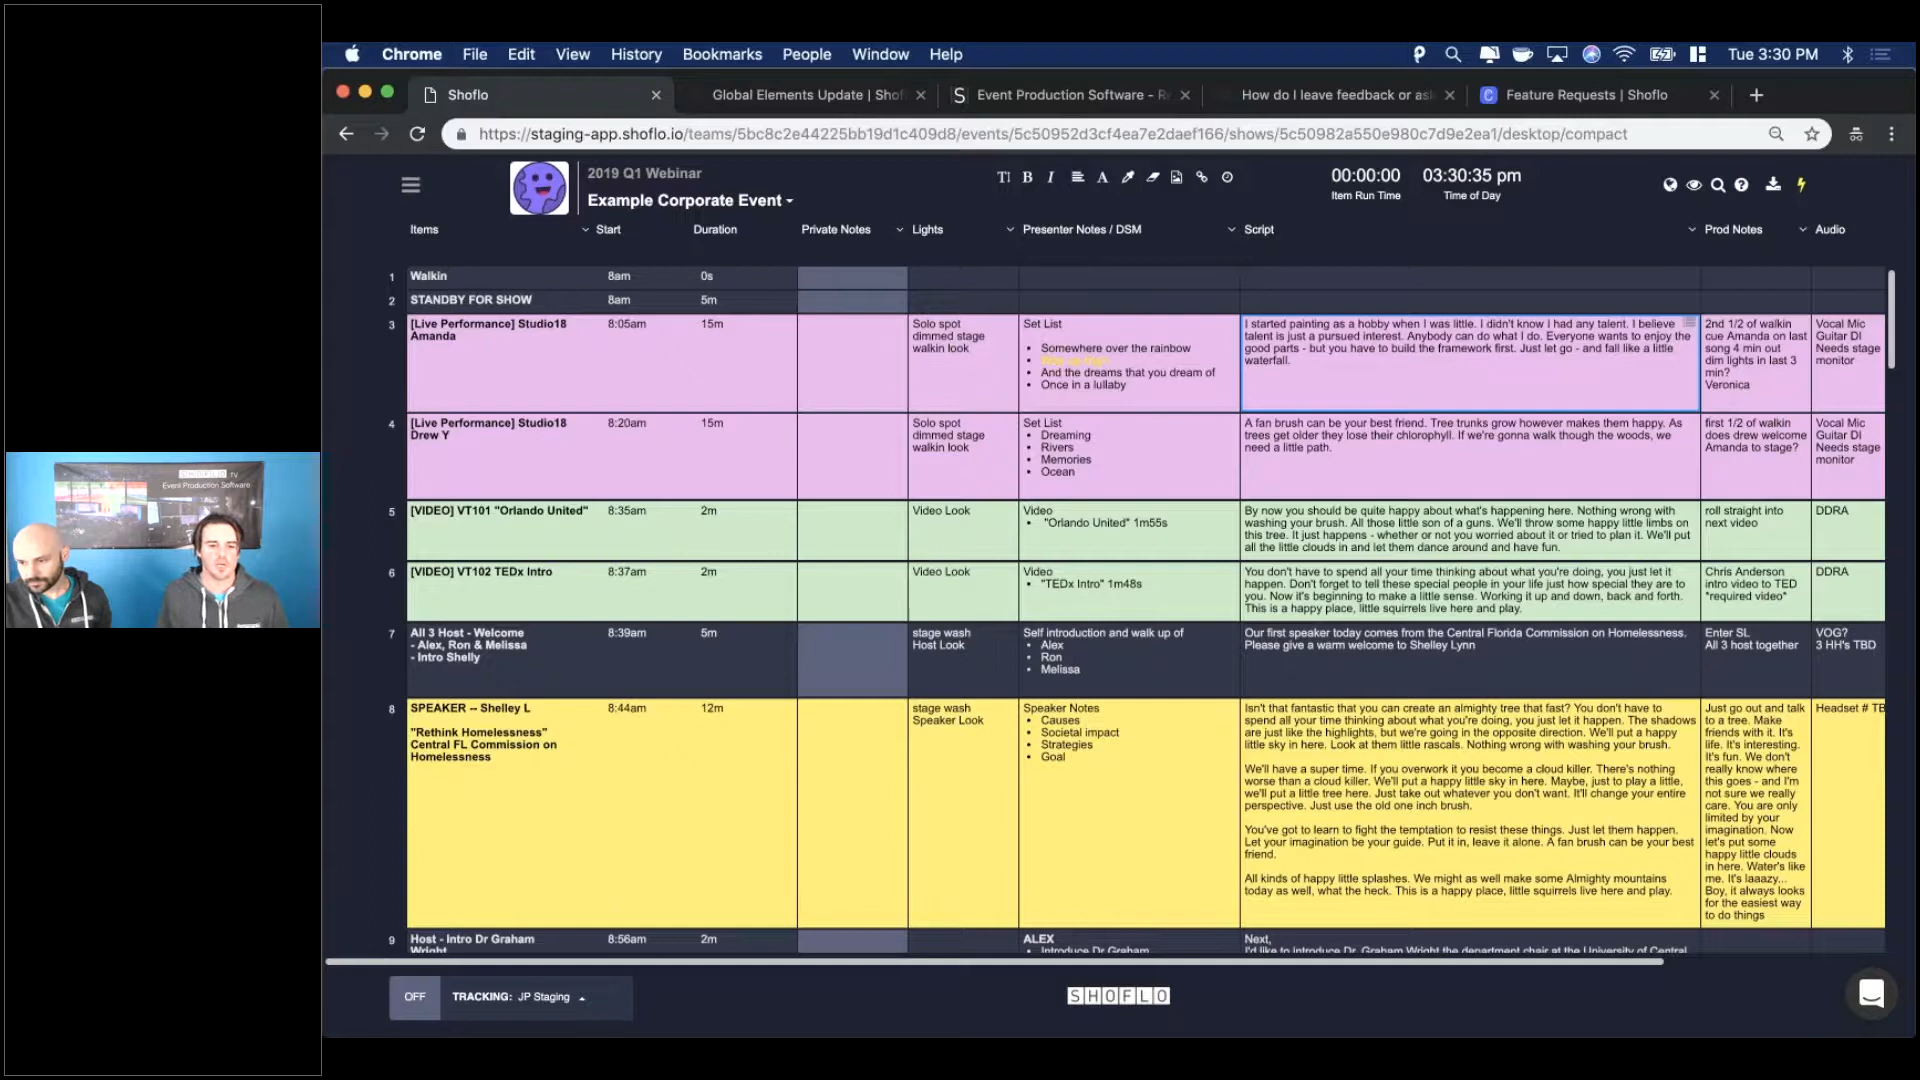 Chrome File Edit View History Bookmarks People Window Help
Tue 3:30 PM
Shoflo
Global Elements Update | Shof
Event Production Software - R
How do I leave feedback or as
Feature Requests | Shoflo
https://staging-app.shoflo.io/teams/5bc8c2e44225bb19d1c409d8/events/5c50952d3cf4ea7e2daef166/shows/5c50982a550e980c7d9e2ea1/desktop/compact
2019 Q1 Webinar
Example Corporate Event
00:00:00
Item Run Time
03:30:35 pm
Time of Day
Items Start Duration Private Notes Lights Presenter Notes / DSM Script Prod Notes Audio
1 Walkin 8am 0s
2 STANDBY FOR SHOW 8am 5m
3
[Live Performance] Studio18
Amanda
8:05am 15m
Solo spot
dimmed stage
walkin look
Set List
• Somewhere over the rainbow
• And the dreams that you dream of
• Once in a lullaby
I started painting as a hobby when I was little. I didn't know I had any talent. I believe
talent is just a pursued interest. Anybody can do what I do. Everyone wants to enjoy the
good parts - but you have to build the framework first. Just let go - and fall like a little
waterfall.
2nd 1/2 of walkin
cue Amanda on last
song 4 min out
dim lights in last 3
min?
Veronica
Vocal Mic
Guitar DI
Needs stage
monitor
4
[Live Performance] Studio18
Drew Y
8:20am 15m
Solo spot
dimmed stage
walkin look
Set List
• Dreaming
• Rivers
• Memories
• Ocean
A fan brush can be your best friend. Tree trunks grow however makes them happy. As
trees get older they lose their chlorophyll. If we're gonna walk though the woods, we
need a little path.
first 1/2 of walkin
does drew welcome
Amanda to stage?
Vocal Mic
Guitar DI
Needs stage
monitor
5
[VIDEO] VT101 "Orlando United"
8:35am 2m
Video Look
Video
• "Orlando United" 1m55s
By now you should be quite happy about what's happening here. Nothing wrong with
washing your brush. All those little son of a guns. We'll throw some happy little limbs on
this tree. It just happens - whether or not you worried about it or tried to plan it. We'll put
all the little clouds in and let them dance around and have fun.
roll straight into
next video
DDRA
6
[VIDEO] VT102 TEDx Intro
8:37am 2m
Video Look
Video
• "TEDx Intro" 1m48s
You don't have to spend all your time thinking about what you're doing, you just let it
happen. Don't forget to tell these special people in your life just how special they are to
you. Now it's beginning to make a little sense. Working it up and down, back and forth.
This is a happy place, little squirrels live here and play.
Chris Anderson
intro video to TED
*required video*
DDRA
7
All 3 Host - Welcome
- Alex, Ron & Melissa
- Intro Shelly
8:39am 5m
stage wash
Host Look
Self introduction and walk up of
• Alex
• Ron
• Melissa
Our first speaker today comes from the Central Florida Commission on Homelessness.
Please give a warm welcome to Shelley Lynn
Enter SL
All 3 host together
VOG?
3 HH's TBD
8
SPEAKER -- Shelley L
"Rethink Homelessness"
Central FL Commission on
Homelessness
8:44am 12m
stage wash
Speaker Look
Speaker Notes
• Causes
• Societal impact
• Strategies
• Goal
Isn't that fantastic that you can create an almighty tree that fast? You don't have to
spend all your time thinking about what you're doing, you just let it happen. The shadows
are just like the highlights, but we're going in the opposite direction. We'll put a happy
little sky in here. Look at them little rascals. Nothing wrong with washing your brush.
We'll have a super time. If you overwork it you become a cloud killer. There's nothing
worse than a cloud killer. We'll put a happy little sky in here. Maybe, just to play a little,
we'll put a little tree here. Just take out whatever you don't want. It'll change your entire
perspective. Just use the old one inch brush.
You've got to learn to fight the temptation to resist these things. Just let them happen.
Let your imagination be your guide. Put it in, leave it alone. A fan brush can be your best
friend.
All kinds of happy little splashes. We might as well make some Almighty mountains
today as well, what the heck. This is a happy place, little squirrels live here and play.
Just go out and talk
to a tree. Make
friends with it. It's
life. It's interesting.
It's fun. We don't
really know where
this goes - and I'm
not sure we really
care. You are only
limited by your
imagination. Now
let's put some
happy little clouds
in here. Water's like
me. It's laaazy...
Boy, it always looks
for the easiest way
to do things
Headset # TB
9
Host - Intro Dr Graham
Wright
8:56am 2m
ALEX
• Introduce Dr Graham
Next,
I'd like to introduce Dr. Graham Wright the department chair at the University of Central
OFF TRACKING: JP Staging
SHOFLO
SHOFLO TV
Event Production Software